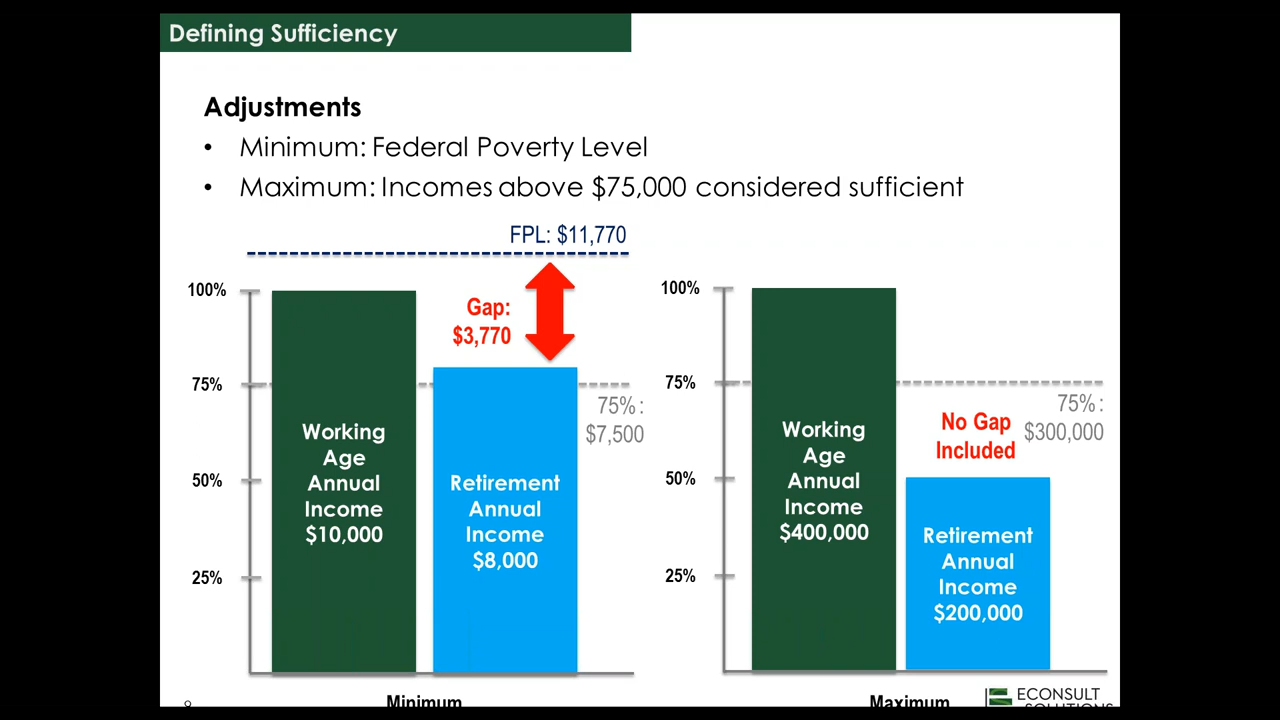 Defining Sufficiency
Adjustments
• Minimum: Federal Poverty Level
• Maximum: Incomes above $75,000 considered sufficient
FPL: $11,770
100%
75%
50%
25%
Gap:
$3,770
75% :
$7,500
Working
Age
Annual
Income
$10,000
Retirement
Annual
Income
$8,000
Minimum
100%
75%
50%
25%
No Gap
Included
75% :
$300,000
Working
Age
Annual
Income
$400,000
Retirement
Annual
Income
$200,000
Maximum
ECONSULT
SOLUTIONS